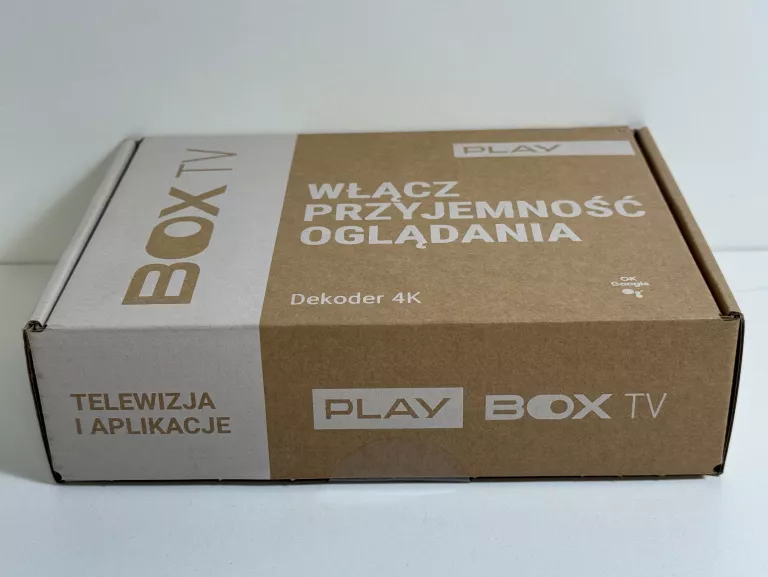 BOX TV
PLAY
WŁĄCZ
PRZYJEMNOŚĆ
OGLĄDANIA
Dekoder 4K
OK
Google
TELEWIZJA
I APLIKACJE
PLAY BOX TV